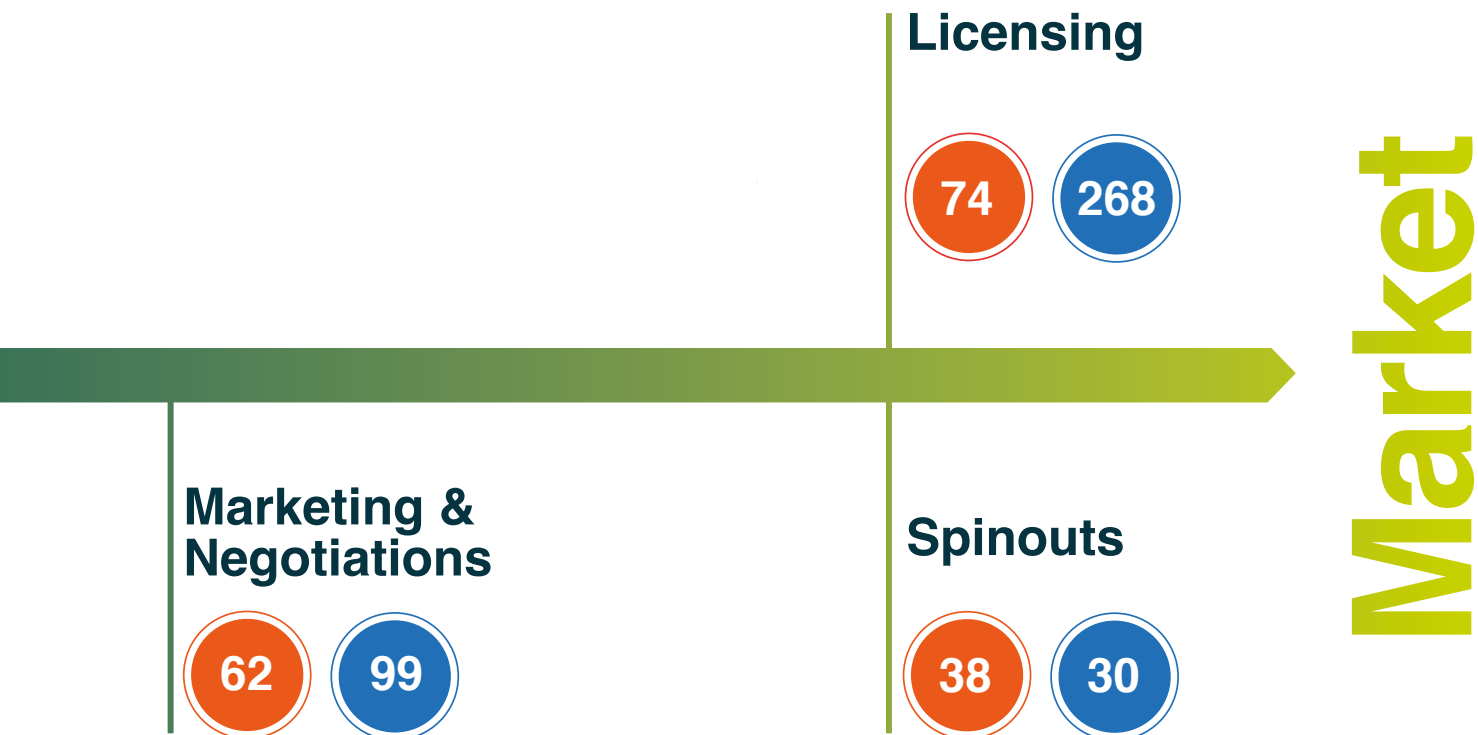 Licensing
74 268
Market
Marketing &
Negotiations
62 99
Spinouts
38 30